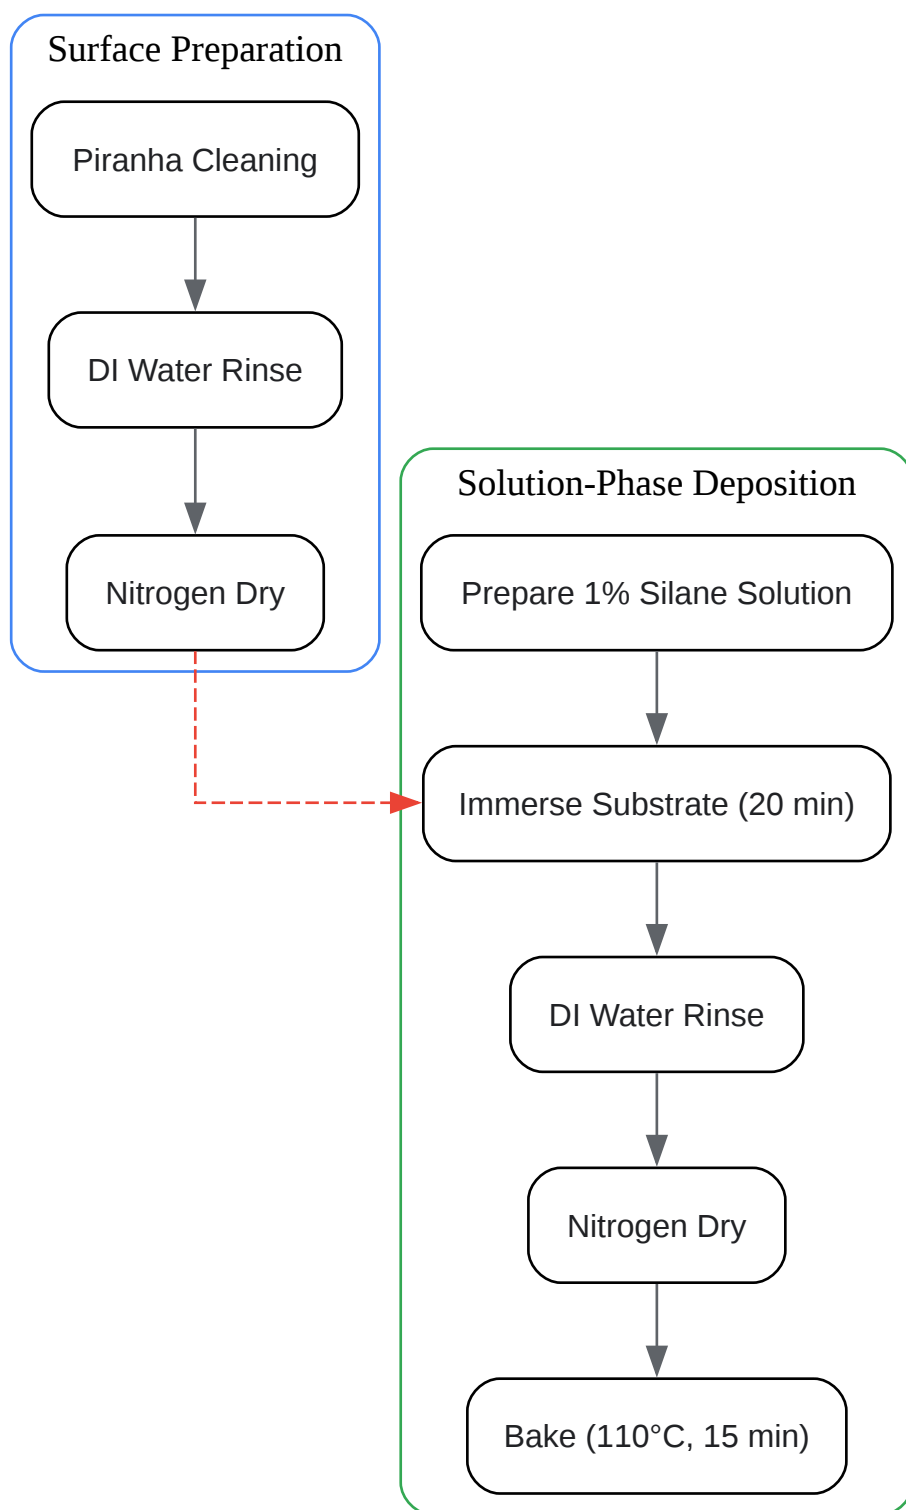 Surface Preparation
Piranha Cleaning
DI Water Rinse
Nitrogen Dry
Solution-Phase Deposition
Prepare 1% Silane Solution
Immerse Substrate (20 min)
DI Water Rinse
Nitrogen Dry
Bake (110°C, 15 min)